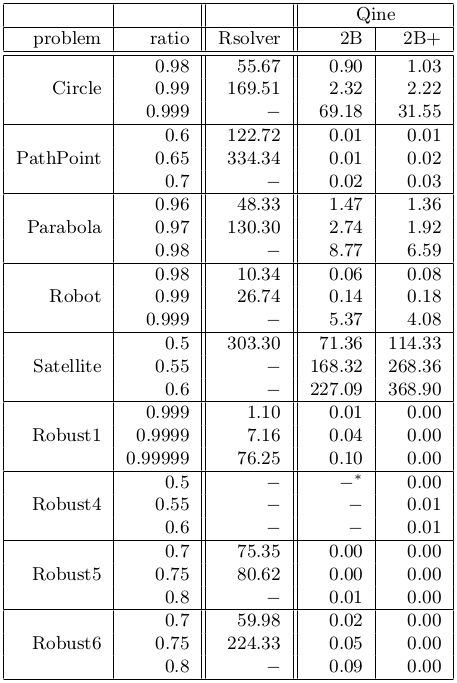 Qine
problem ratio Rsolver 2B 2B+
0.98 55.67 0.90 1.03
Circle 0.99 169.51 2.32 2.22
0.999 − 69.18 31.55
0.6 122.72 0.01 0.01
PathPoint 0.65 334.34 0.01 0.02
0.7 − 0.02 0.03
0.96 48.33 1.47 1.36
Parabola 0.97 130.30 2.74 1.92
0.98 − 8.77 6.59
0.98 10.34 0.06 0.08
Robot 0.99 26.74 0.14 0.18
0.999 − 5.37 4.08
0.5 303.30 71.36 114.33
Satellite 0.55 − 168.32 268.36
0.6 − 227.09 368.90
0.999 1.10 0.01 0.00
Robust1 0.9999 7.16 0.04 0.00
0.99999 76.25 0.10 0.00
0.5 − −* 0.00
Robust4 0.55 − − 0.01
0.6 − − 0.01
0.7 75.35 0.00 0.00
Robust5 0.75 80.62 0.00 0.00
0.8 − 0.01 0.00
0.7 59.98 0.02 0.00
Robust6 0.75 224.33 0.05 0.00
0.8 − 0.09 0.00